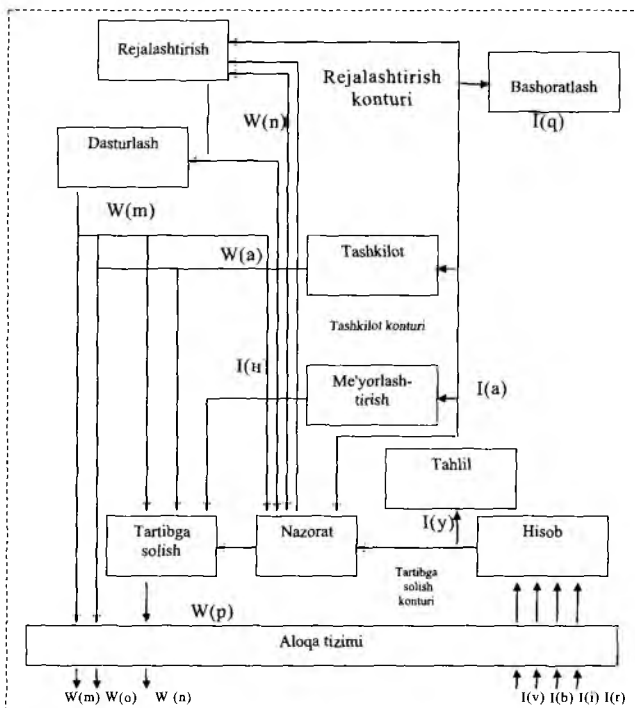 Rejalashtirish
Rejalashtirish
konturi
Bashoratlash
I(q)
W(n)
Dasturlash
W(m)
W(a)
Tashkilot
Tashkilot konturi
I(н
Me'yorlash-
tirish
I(a)
Tahlil
I(y)
Tartibga
solish
Nazorat
Hisob
Tartibga
solish
konturi
W(p)
Aloqa tizimi
W(m) W(o) W (n)
I(v) I(b) I(i) I(r)